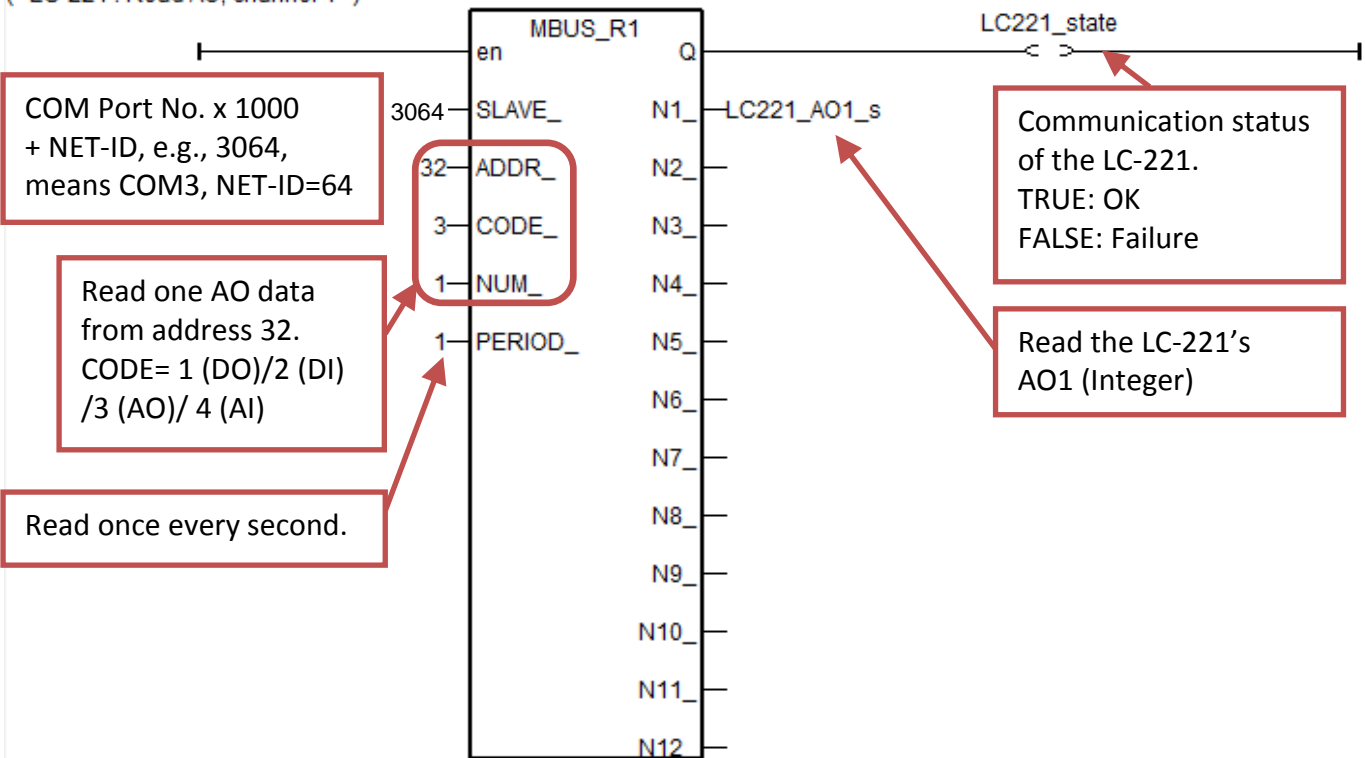 LC221_state
MBUS_R1
en
Q
COM Port No. x 1000
+ NET-ID, e.g., 3064,
means COM3, NET-ID=64
3064
SLAVE_
N1_
LC221_AO1_s
32
ADDR_
N2_
3
CODE_
N3_
1
NUM_
N4_
1
PERIOD_
N5_
N6_
N7_
N8_
N9_
N10_
N11_
N12
Communication status
of the LC-221.
TRUE: OK
FALSE: Failure
Read one AO data
from address 32.
CODE= 1 (DO)/2 (DI)
/3 (AO)/ 4 (AI)
Read the LC-221’s
AO1 (Integer)
Read once every second.